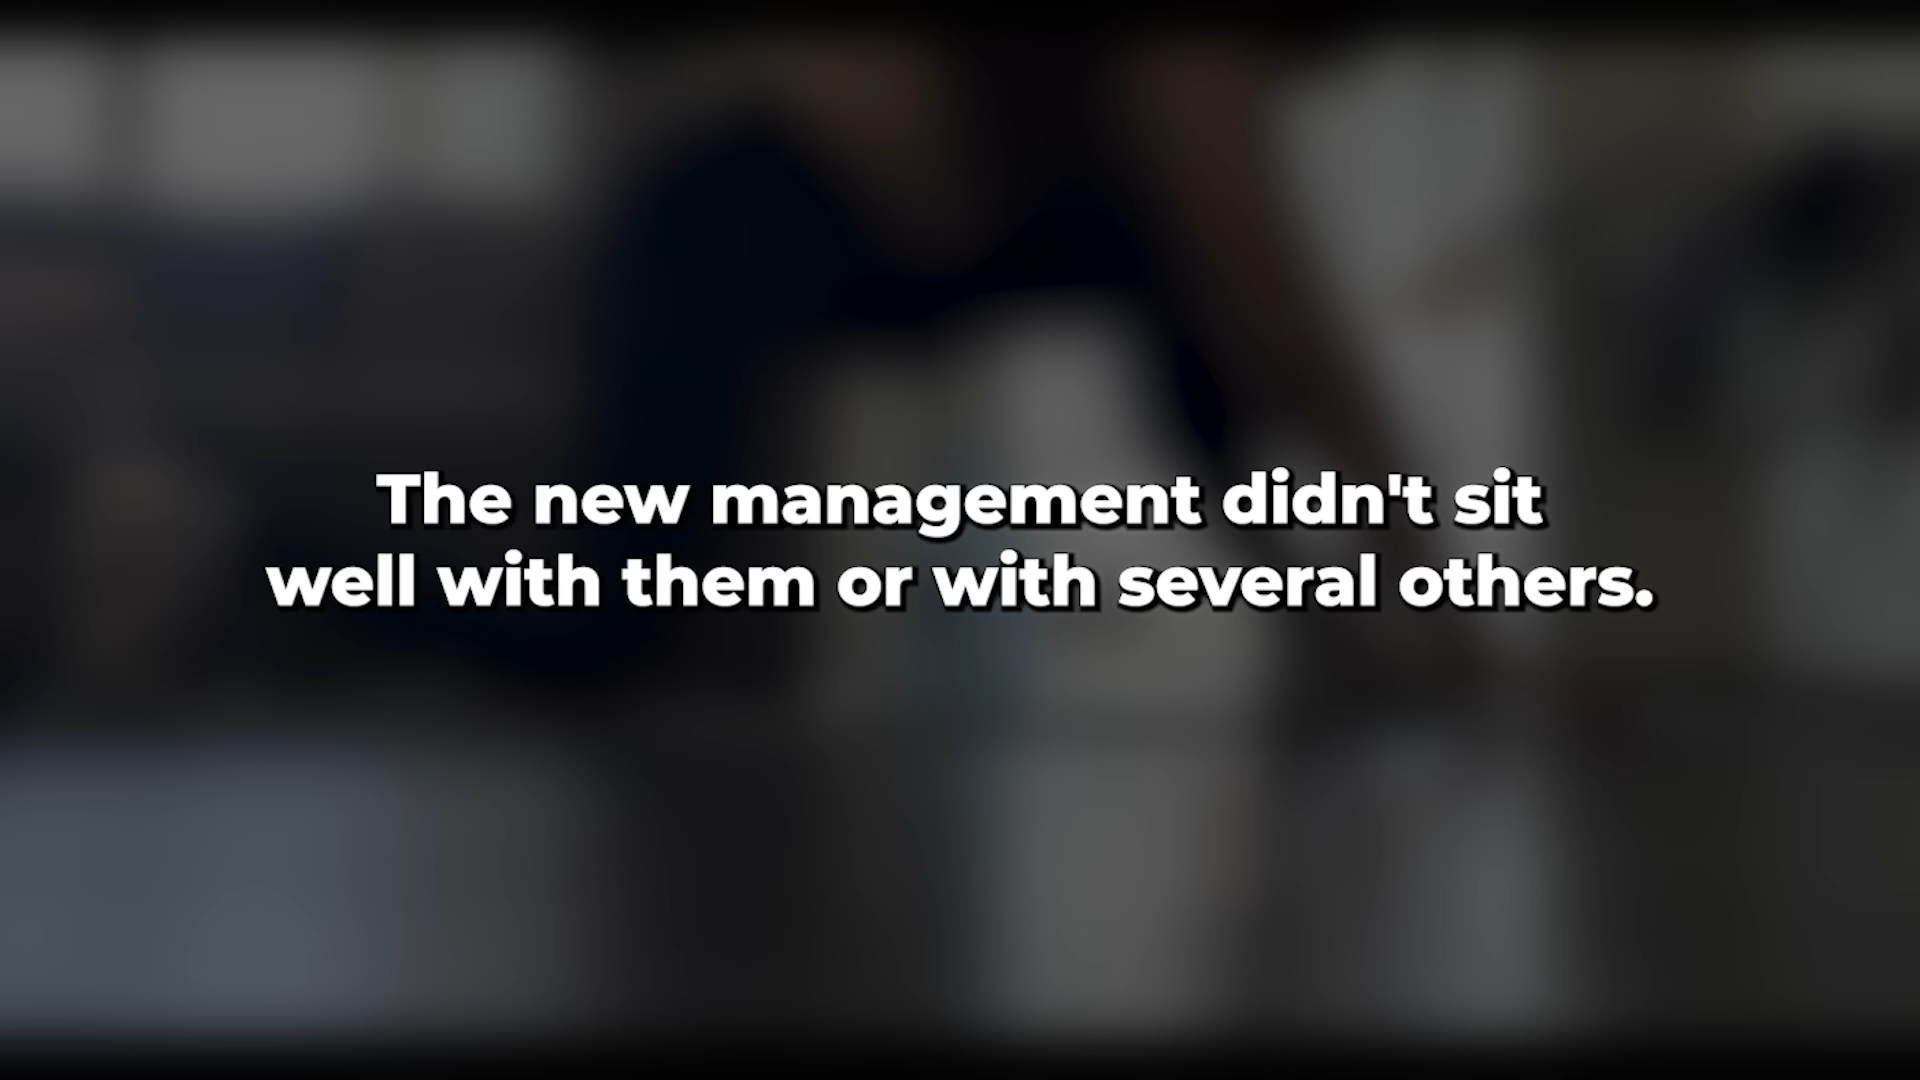 The new management didn't sit
well with them or with several others.